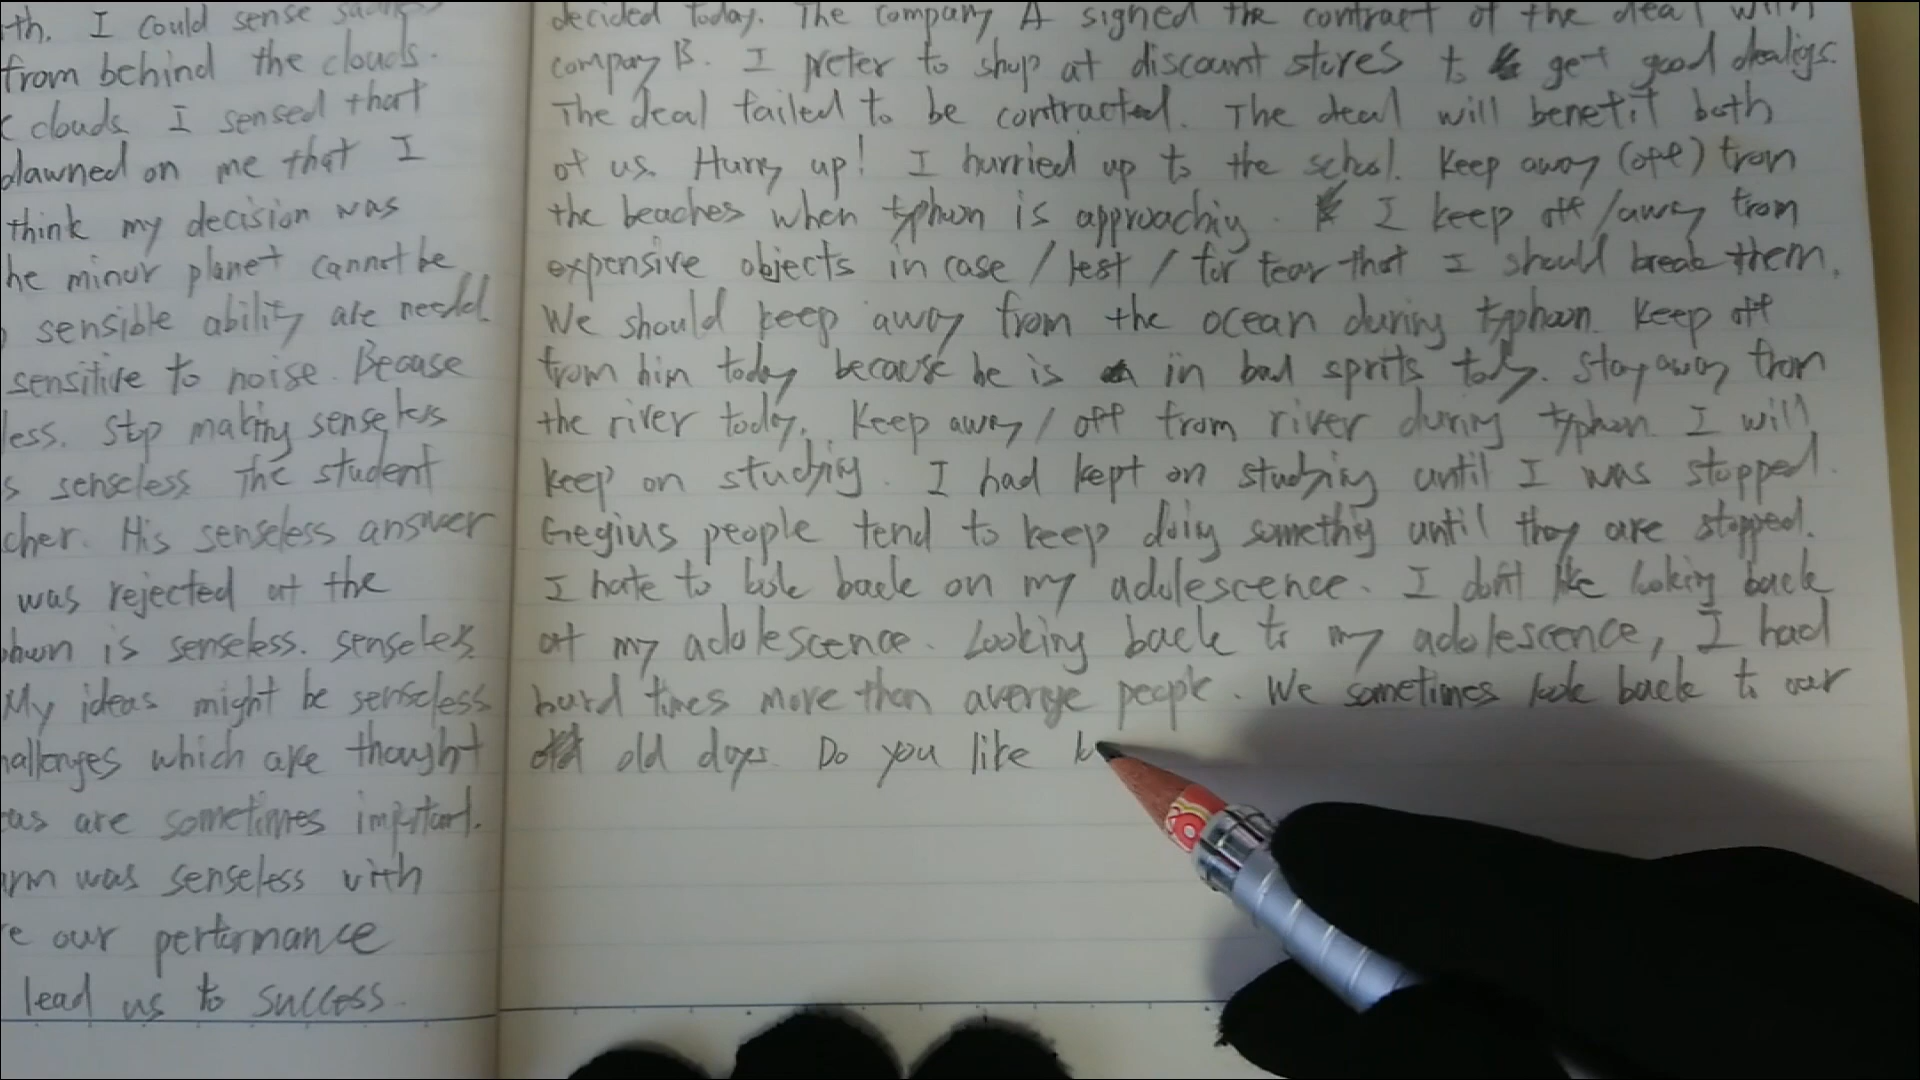 th. I could sense
from behind the clouds.
clouds. I sensed that
dawned on me that I
think my decision was
he minor planet cannot be
sensible ability are needed.
sensitive to noise. Becouse
less. Stop making senseless
s senseless. The student
cher. His senseless answer
was rejected at the
is senseless. senseless
My ideas might be senseless
hallenges which are thought
as are sometimes important.
was senseless with
e our performance
lead us to success.
decided today. The company A signed the contract of the deal with
company B. I prefer to shop at discount stores to get good dealigs.
The deal failed to be contracted. The deal will benefit both
of us. Hurry up! I hurried up to the school. Keep away (off) from
the beaches when typhoon is approachig. I keep off /away from
expensive objects in case / lest / for fear that I should break them.
We should keep away from the ocean during typhoon. Keep off
from him today because he is in bad sprits today. Stay away from
the river today. Keep away / off from river during typhoon. I will
keep on studyig. I had kept on studyig until I was stopped.
Gegius people tend to keep doiy somethig until they are stopped.
I hate to look back on my adolescence. I don't like looking back
at my adolescence. Looking back to my adolescence, I had
hard times more than average people. We sometimes look back to our
old days. Do you like